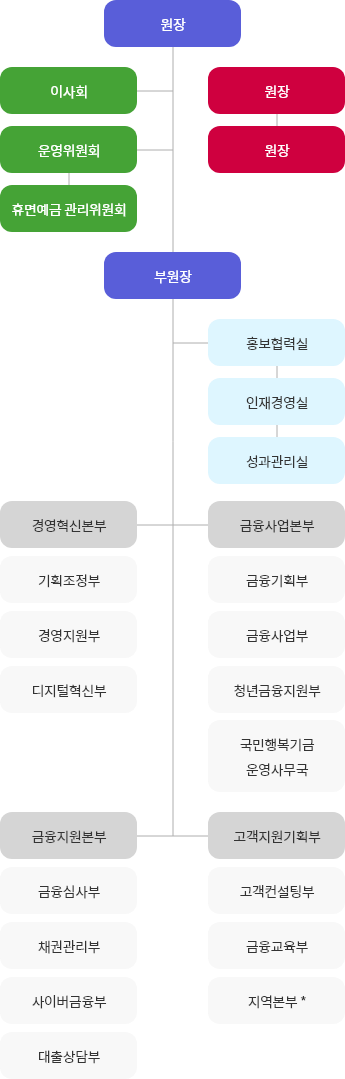 원장
이사회
원장
운영위원회
원장
휴면예금 관리위원회
부원장
홍보협력실
인재경영실
성과관리실
경영혁신본부
금융사업본부
기획조정부
금융기획부
경영지원부
금융사업부
디지털혁신부
청년금융지원부
국민행복기금
운영사무국
금융지원본부
고객지원기획부
금융심사부
고객컨설팅부
채권관리부
금융교육부
사이버금융부
지역본부 *
대출상담부